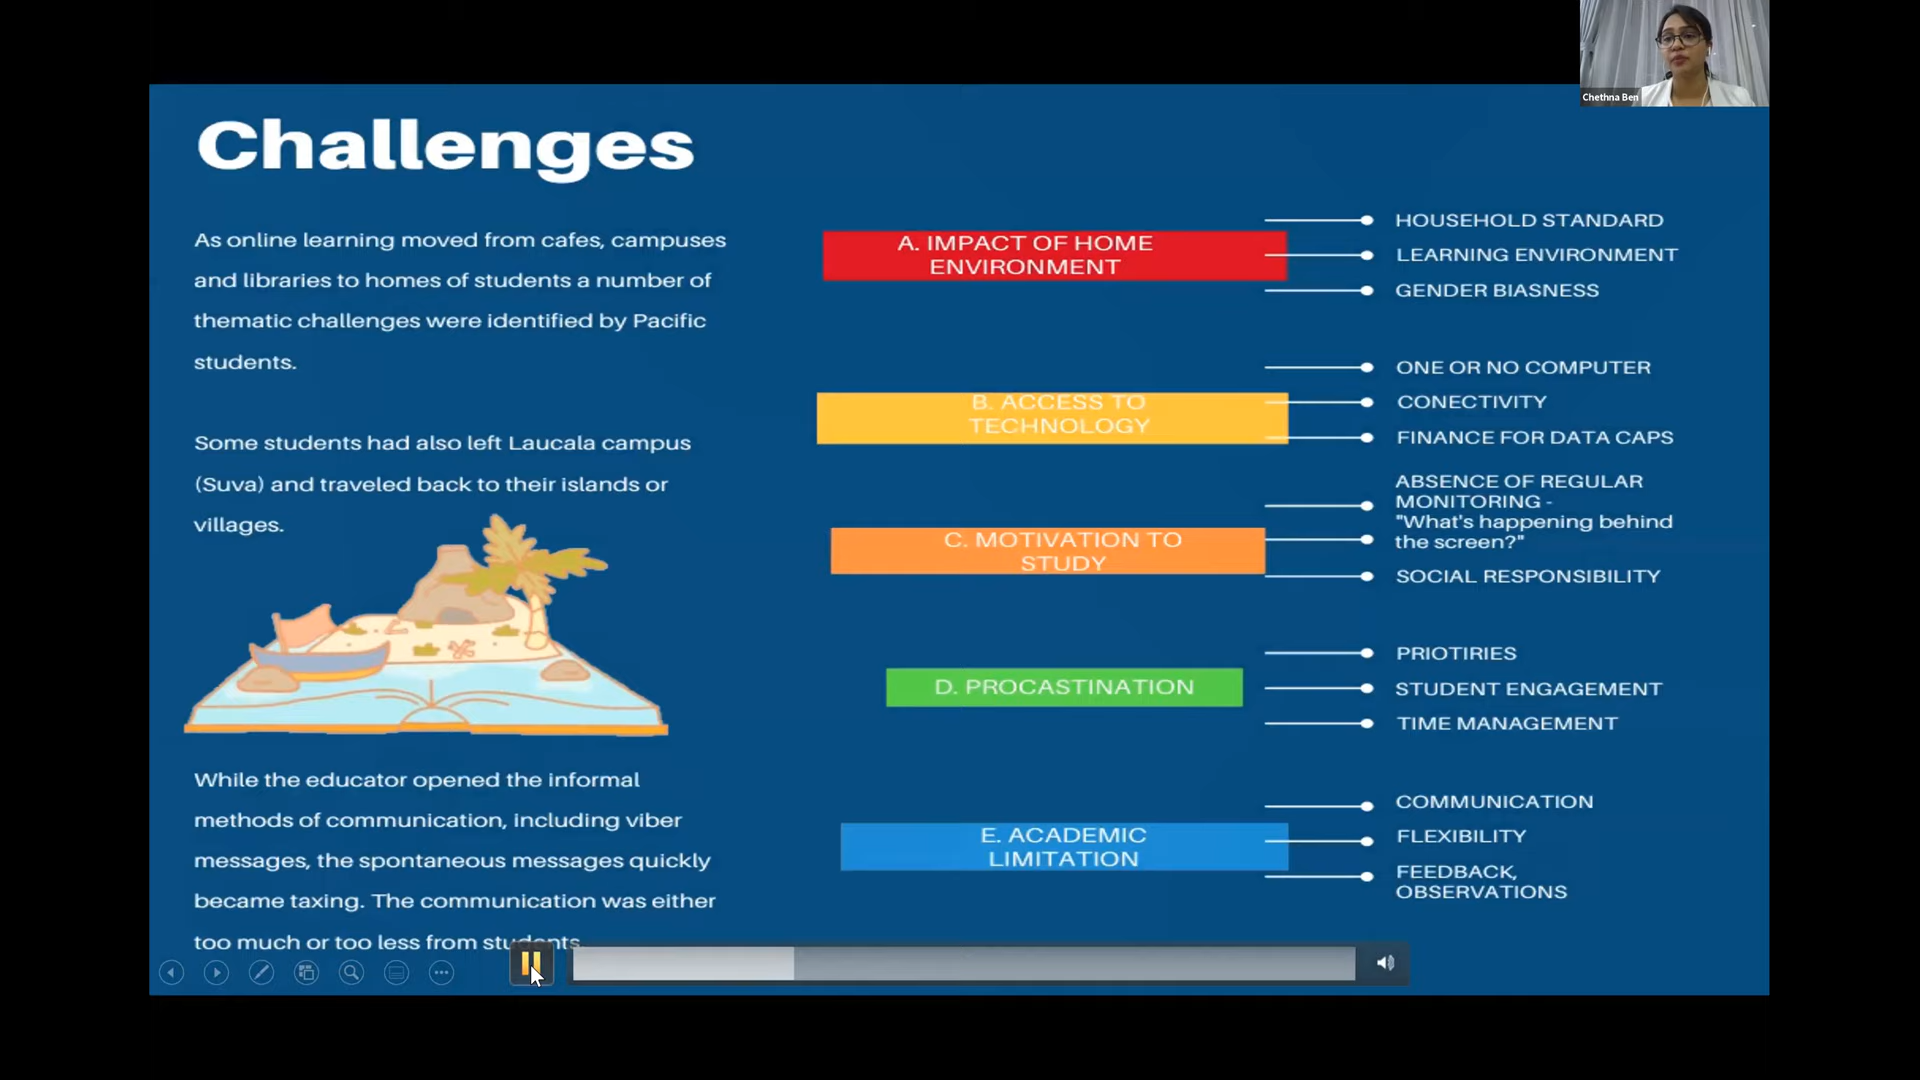 Chethna Ben
Challenges
As online learning moved from cafes, campuses
and libraries to homes of students a number of
thematic challenges were identified by Pacific
students.
Some students had also left Laucala campus
(Suva) and traveled back to their islands or
villages.
While the educator opened the informal
methods of communication, including viber
messages, the spontaneous messages quickly
became taxing. The communication was either
too much or too less from students
A. IMPACT OF HOME
ENVIRONMENT
HOUSEHOLD STANDARD
LEARNING ENVIRONMENT
GENDER BIASNESS
B. ACCESS TO
TECHNOLOGY
ONE OR NO COMPUTER
CONECTIVITY
FINANCE FOR DATA CAPS
C. MOTIVATION TO
STUDY
ABSENCE OF REGULAR
MONITORING -
"What's happening behind
the screen?"
SOCIAL RESPONSIBILITY
D. PROCASTINATION
PRIOTIRIES
STUDENT ENGAGEMENT
TIME MANAGEMENT
E. ACADEMIC
LIMITATION
COMMUNICATION
FLEXIBILITY
FEEDBACK,
OBSERVATIONS